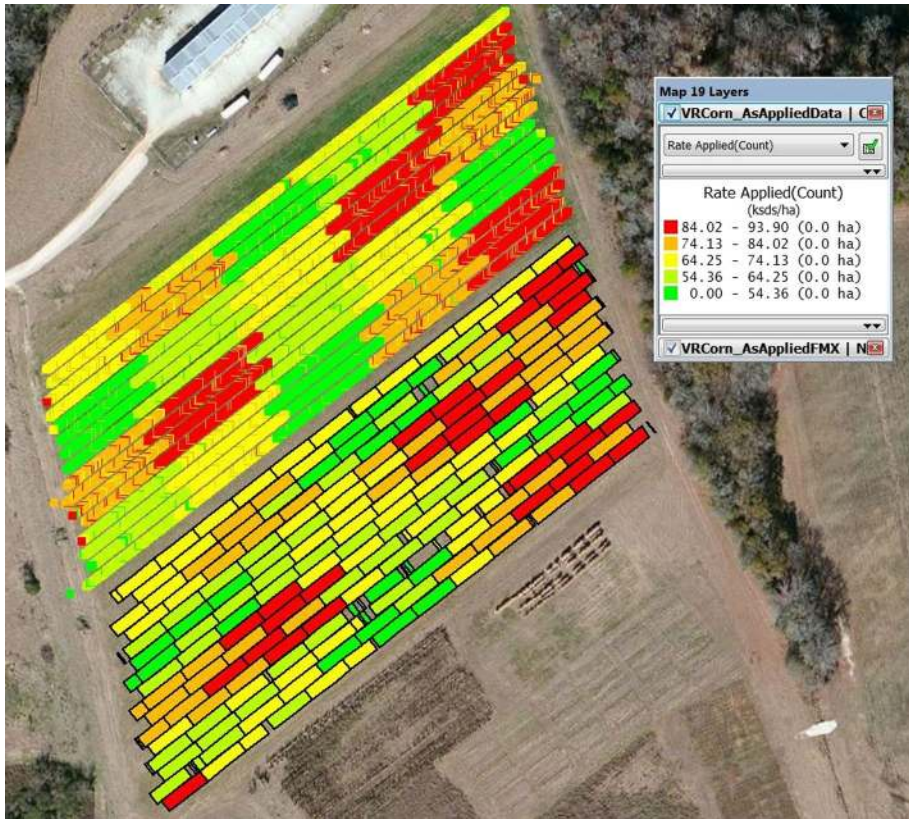 Map 19 Layers
VRCorn_AsAppliedData | C
Rate Applied(Count)
Rate Applied(Count)
(ksds/ha)
84.02 - 93.90 (0.0 ha)
74.13 - 84.02 (0.0 ha)
64.25 - 74.13 (0.0 ha)
54.36 - 64.25 (0.0 ha)
0.00 - 54.36 (0.0 ha)
VRCorn_AsAppliedFMX | N